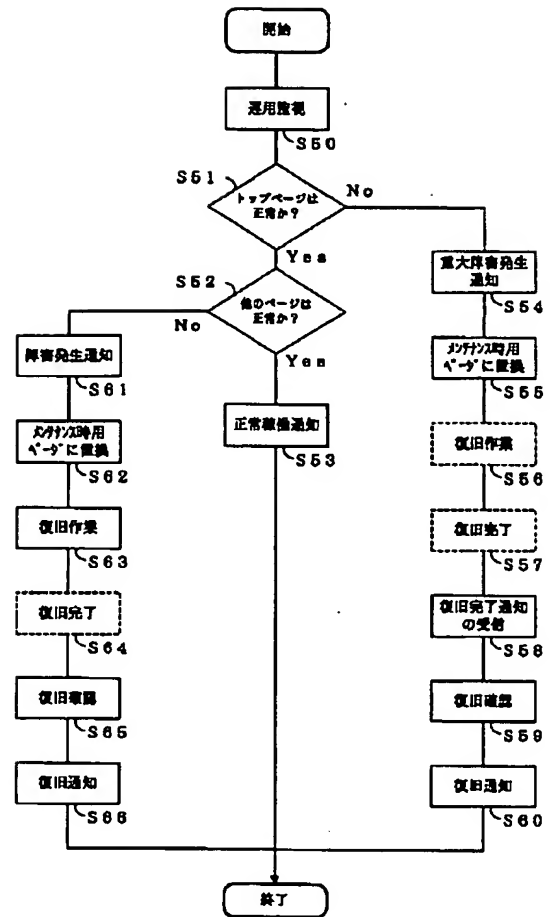 開始
運用監視
S50
S51
トップページは
正常か?
No
Yes
S52
他のページは
正常か?
No
Yes
重大障害発生
通知
S54
メンテナンス時用
ページに置換
S55
復旧作業
S56
復旧完了
S57
復旧完了通知
の受信
S58
復旧確認
S59
復旧通知
S60
正常稼働通知
S53
障害発生通知
S61
メンテナンス時用
ページに置換
S62
復旧作業
S63
復旧完了
S64
復旧確認
S65
復旧通知
S66
終了